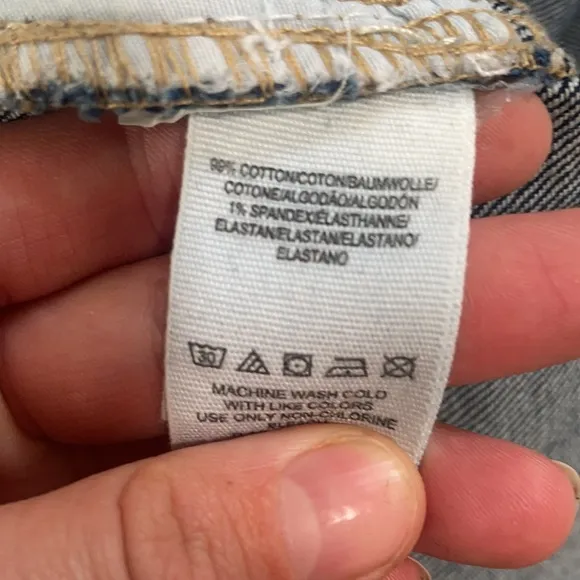 99% COTTON/COTON/BAUMWOLLE/
COTONE/ALGODÃO/ALGODÓN
1% SPANDEX/ÉLASTHANNE/
ELASTAN/ELASTAN/ELASTANO/
ELASTANO
30
MACHINE WASH COLD
WITH LIKE COLORS
USE ONLY NON-CHLORINE